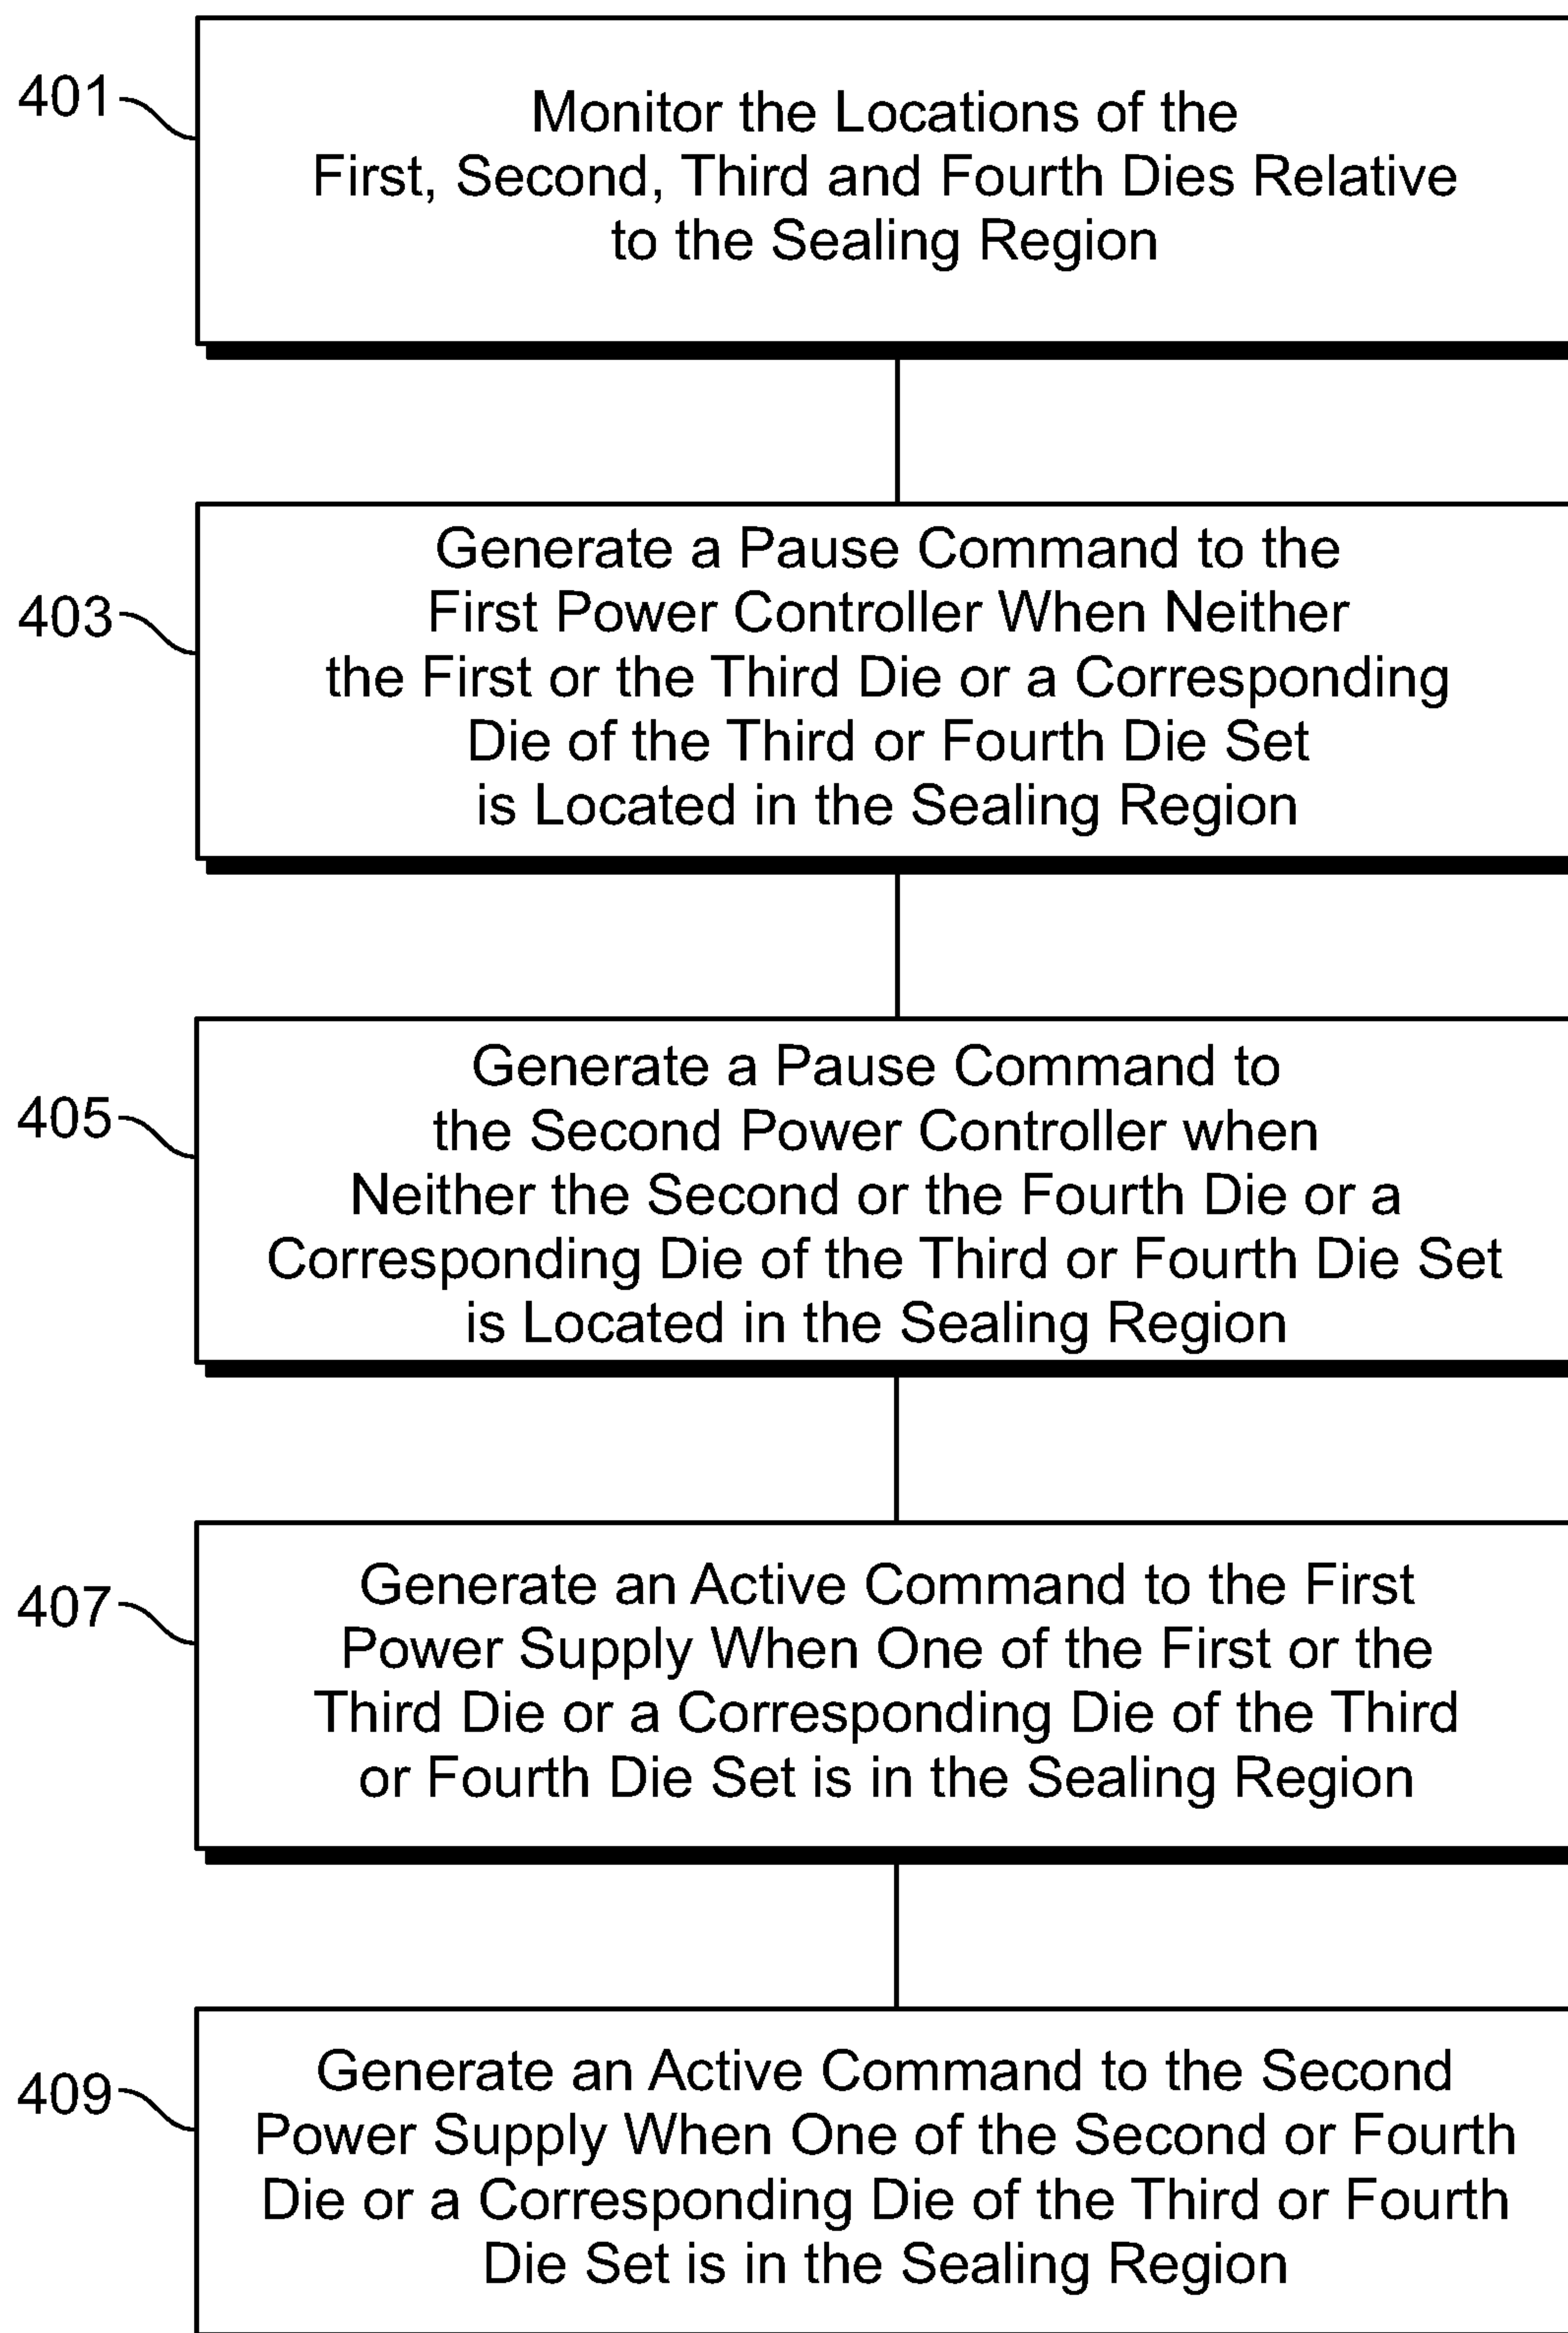 401
Monitor the Locations of the
First, Second, Third and Fourth Dies Relative
to the Sealing Region
403
Generate a Pause Command to the
First Power Controller When Neither
the First or the Third Die or a Corresponding
Die of the Third or Fourth Die Set
is Located in the Sealing Region
405
Generate a Pause Command to
the Second Power Controller when
Neither the Second or the Fourth Die or a
Corresponding Die of the Third or Fourth Die Set
is Located in the Sealing Region
407
Generate an Active Command to the First
Power Supply When One of the First or the
Third Die or a Corresponding Die of the Third
or Fourth Die Set is in the Sealing Region
409
Generate an Active Command to the Second
Power Supply When One of the Second or Fourth
Die or a Corresponding Die of the Third or Fourth
Die Set is in the Sealing Region